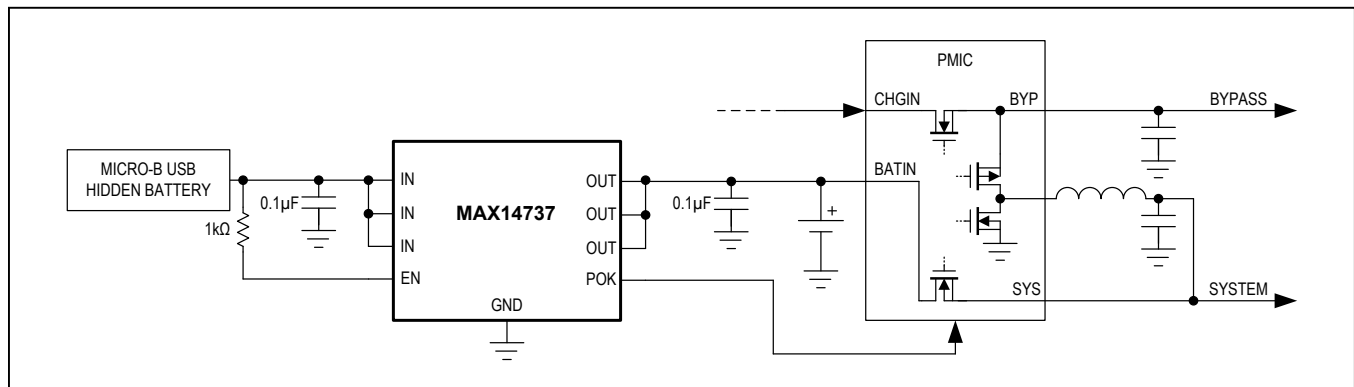 PMIC
CHGIN
BYP
BYPASS
MICRO-B USB
HIDDEN BATTERY
0.1µF
1kΩ
IN
IN
IN
EN
MAX14737
GND
OUT
OUT
OUT
POK
0.1µF
+
BATIN
SYS
SYSTEM